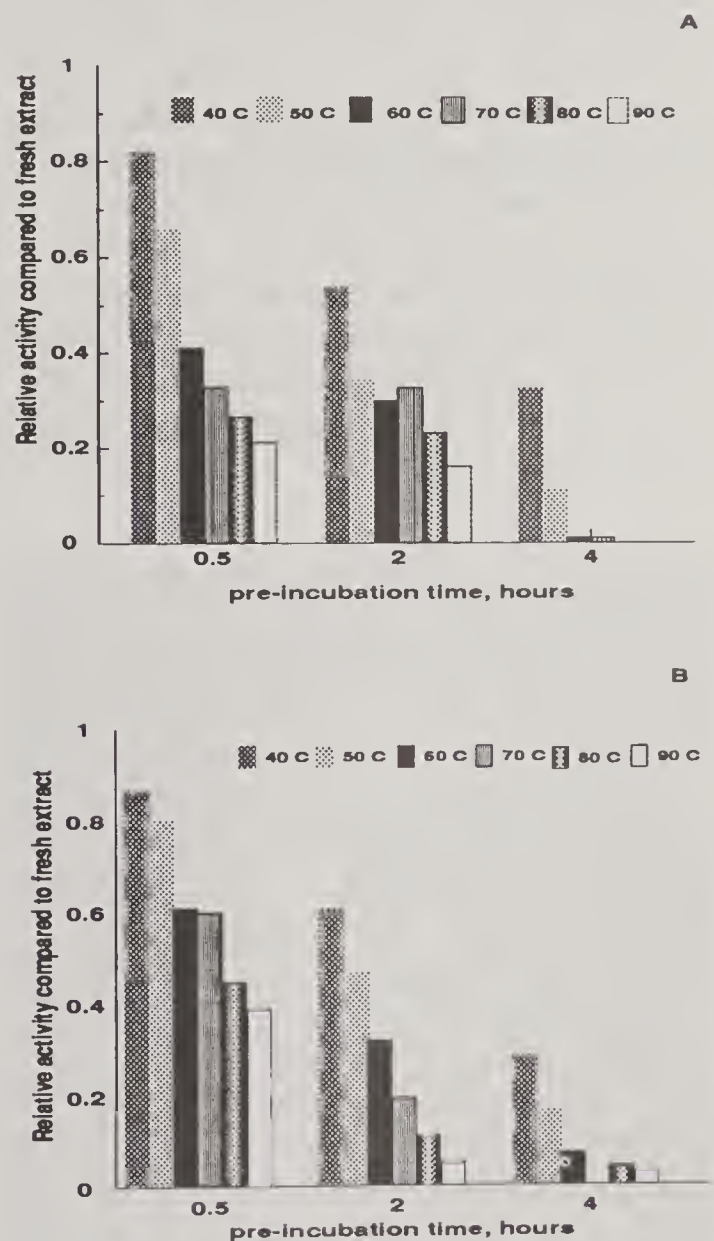 A
Relative activity compared to fresh extract
1
40 C 50 C 60 C 70 C 80 C 90 C
0.8
0.6
0.4
0.2
0
0.5 2 4
pre-incubation time, hours
B
Relative activity compared to fresh extract
1
40 C 50 C 60 C 70 C 80 C 90 C
0.8
0.6
0.4
0.2
0
0.5 2 4
pre-incubation time, hours